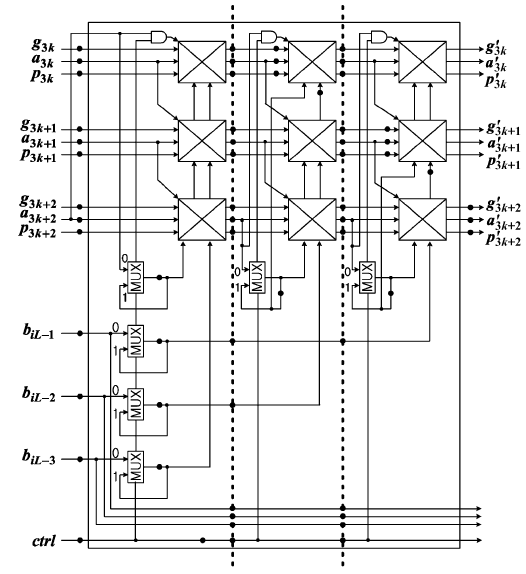 g3k g'3k
a3k a'3k
p3k p'3k
g3k+1 g'3k+1
a3k+1 a'3k+1
p3k+1 p'3k+1
g3k+2 g'3k+2
a3k+2 a'3k+2
p3k+2 p'3k+2
0 MUX 1
0 MUX 1
0 MUX 1
biL−1 0 MUX 1
biL−2 0 MUX 1
biL−3 0 MUX 1
ctrl